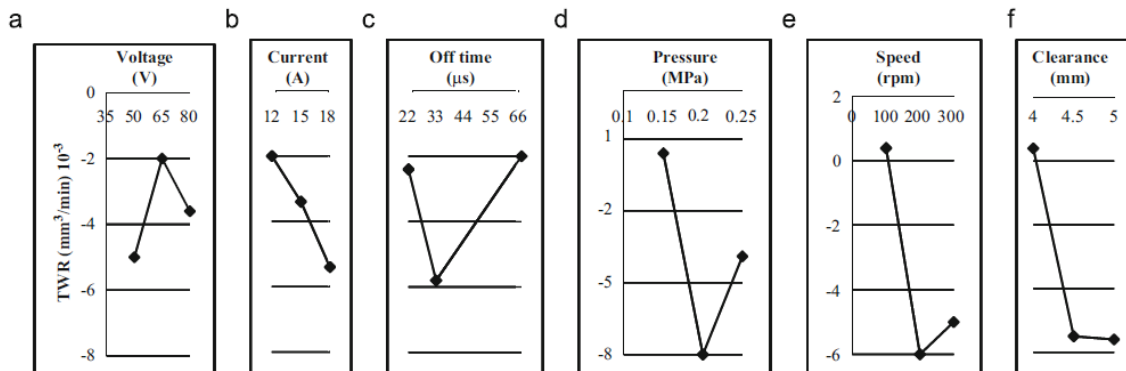 a
b
c
d
e
f
Voltage
(V)
0
35 50 65 80
-2
-4
-6
-8
TWR (mm³/min) 10⁻³
Current
(A)
12 15 18
Off time
(μs)
22 33 44 55 66
Pressure
(MPa)
0.1 0.15 0.2 0.25
1
-2
-5
-8
Speed
(rpm)
2
0 100 200 300
0
-2
-4
-6
Clearance
(mm)
4 4.5 5